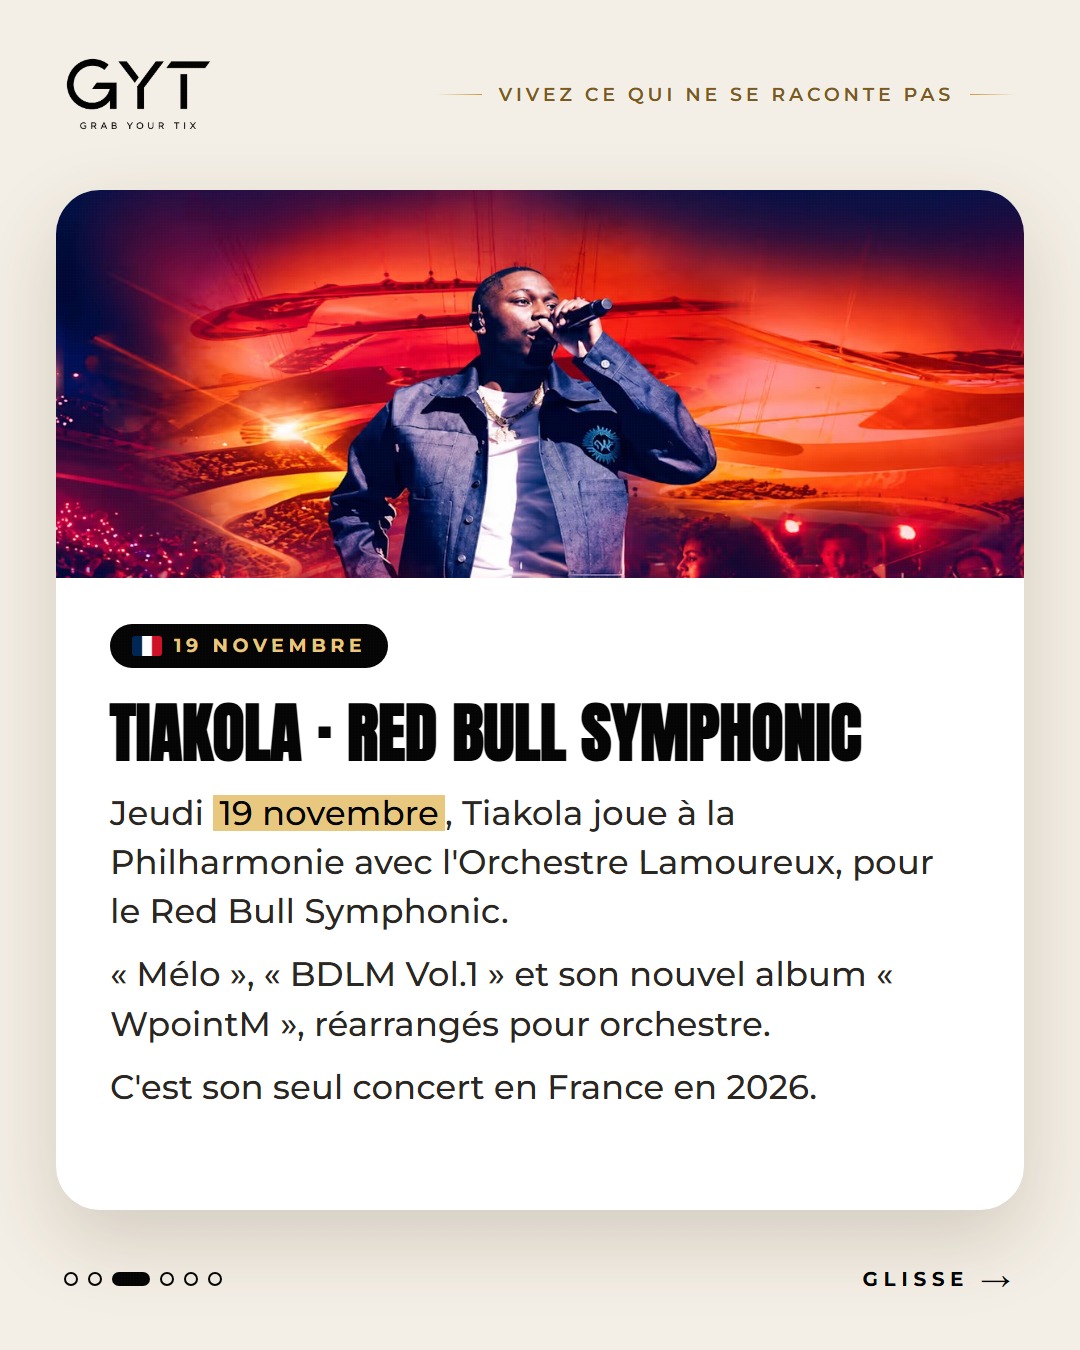 GYT
GRAB YOUR TIX
VIVEZ CE QUI NE SE RACONTE PAS
19 NOVEMBRE
TIAKOLA · RED BULL SYMPHONIC
Jeudi 19 novembre, Tiakola joue à la
Philharmonie avec l'Orchestre Lamoureux, pour
le Red Bull Symphonic.
« Mélo », « BDLM Vol.1 » et son nouvel album «
WpointM », réarrangés pour orchestre.
C'est son seul concert en France en 2026.
GLISSE →